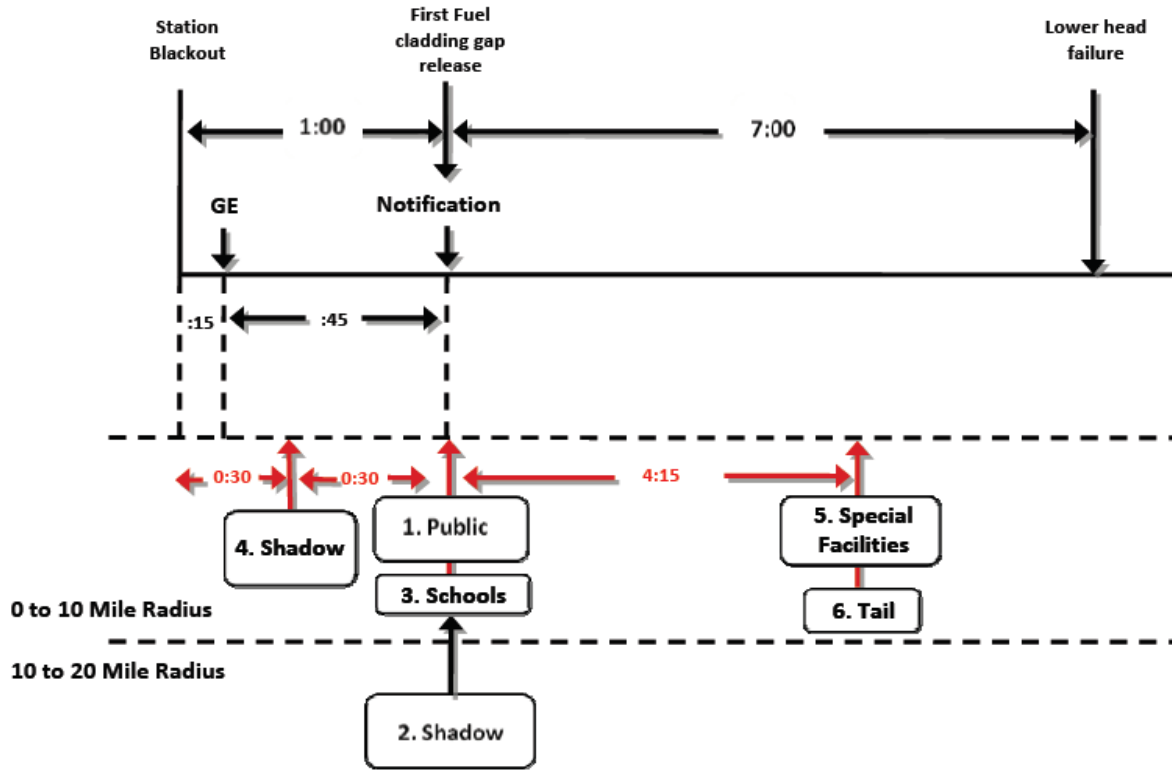 Station
Blackout
First Fuel
cladding gap
release
Lower head
failure
1:00
7:00
GE
Notification
:15
:45
0:30
0:30
4:15
4. Shadow
1. Public
5. Special
Facilities
3. Schools
6. Tail
0 to 10 Mile Radius
10 to 20 Mile Radius
2. Shadow